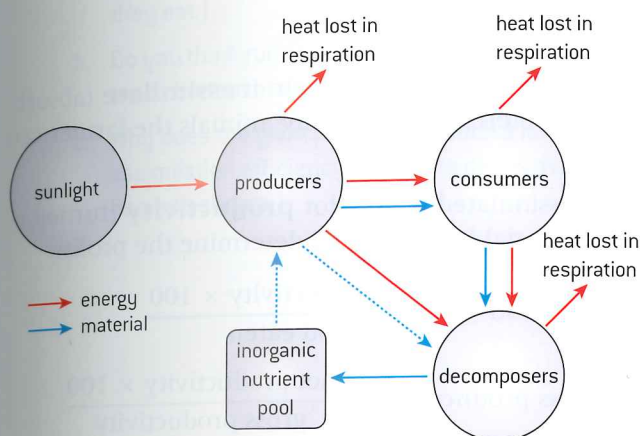 heat lost in
respiration
heat lost in
respiration
sunlight
producers
consumers
heat lost in
respiration
energy
material
inorganic
nutrient
pool
decomposers